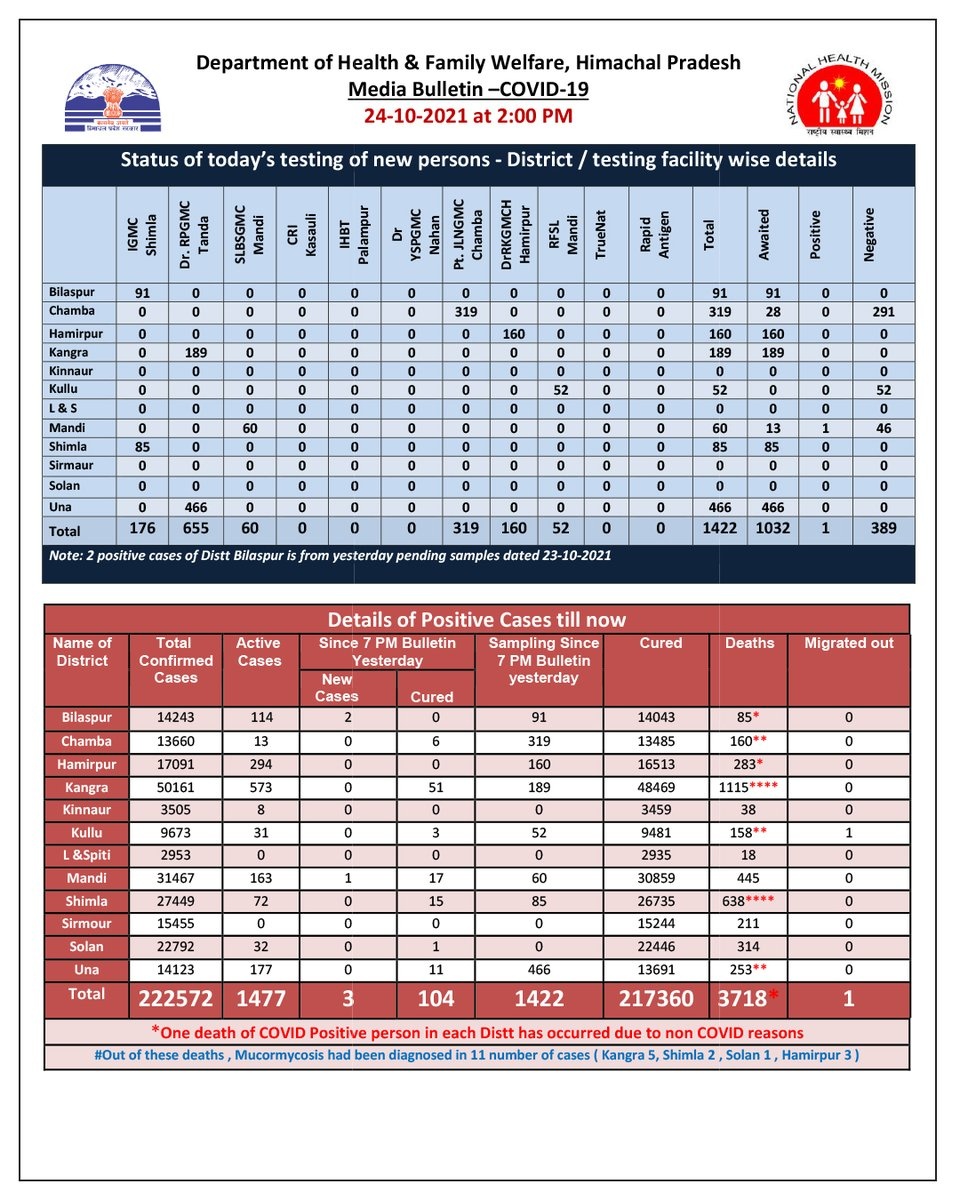 Department of Health & Family Welfare, Himachal Pradesh
Media Bulletin –COVID-19
24-10-2021 at 2:00 PM
NATIONAL HEALTH MISSION
राष्ट्रीय स्वास्थ्य मिशन
हिमाचल प्रदेश सरकार
Status of today's testing of new persons - District / testing facility wise details
IGMC Shimla Dr. RPGMC Tanda SLBSGMC Mandi CRI Kasauli IHBT Palampur Dr YSPGMC Nahan Pt. JLNGMC Chamba DrRKGMCH Hamirpur RFSL Mandi TrueNat Rapid Antigen Total Awaited Positive Negative
Bilaspur 91 0 0 0 0 0 0 0 0 0 0 91 91 0 0
Chamba 0 0 0 0 0 0 319 0 0 0 0 319 28 0 291
Hamirpur 0 0 0 0 0 0 0 160 0 0 0 160 160 0 0
Kangra 0 189 0 0 0 0 0 0 0 0 0 189 189 0 0
Kinnaur 0 0 0 0 0 0 0 0 0 0 0 0 0 0 0
Kullu 0 0 0 0 0 0 0 0 52 0 0 52 0 0 52
L & S 0 0 0 0 0 0 0 0 0 0 0 0 0 0 0
Mandi 0 0 60 0 0 0 0 0 0 0 0 60 13 1 46
Shimla 85 0 0 0 0 0 0 0 0 0 0 85 85 0 0
Sirmaur 0 0 0 0 0 0 0 0 0 0 0 0 0 0 0
Solan 0 0 0 0 0 0 0 0 0 0 0 0 0 0 0
Una 0 466 0 0 0 0 0 0 0 0 0 466 466 0 0
Total 176 655 60 0 0 0 319 160 52 0 0 1422 1032 1 389
Note: 2 positive cases of Distt Bilaspur is from yesterday pending samples dated 23-10-2021
Details of Positive Cases till now
Name of District Total Confirmed Cases Active Cases Since 7 PM Bulletin Yesterday Sampling Since 7 PM Bulletin yesterday Cured Deaths Migrated out
New Cases Cured
Bilaspur 14243 114 2 0 91 14043 85* 0
Chamba 13660 13 0 6 319 13485 160** 0
Hamirpur 17091 294 0 0 160 16513 283* 0
Kangra 50161 573 0 51 189 48469 1115**** 0
Kinnaur 3505 8 0 0 0 3459 38 0
Kullu 9673 31 0 3 52 9481 158** 1
L &Spiti 2953 0 0 0 0 2935 18 0
Mandi 31467 163 1 17 60 30859 445 0
Shimla 27449 72 0 15 85 26735 638**** 0
Sirmour 15455 0 0 0 0 15244 211 0
Solan 22792 32 0 1 0 22446 314 0
Una 14123 177 0 11 466 13691 253** 0
Total 222572 1477 3 104 1422 217360 3718* 1
*One death of COVID Positive person in each Distt has occurred due to non COVID reasons
#Out of these deaths , Mucormycosis had been diagnosed in 11 number of cases ( Kangra 5, Shimla 2 , Solan 1 , Hamirpur 3 )